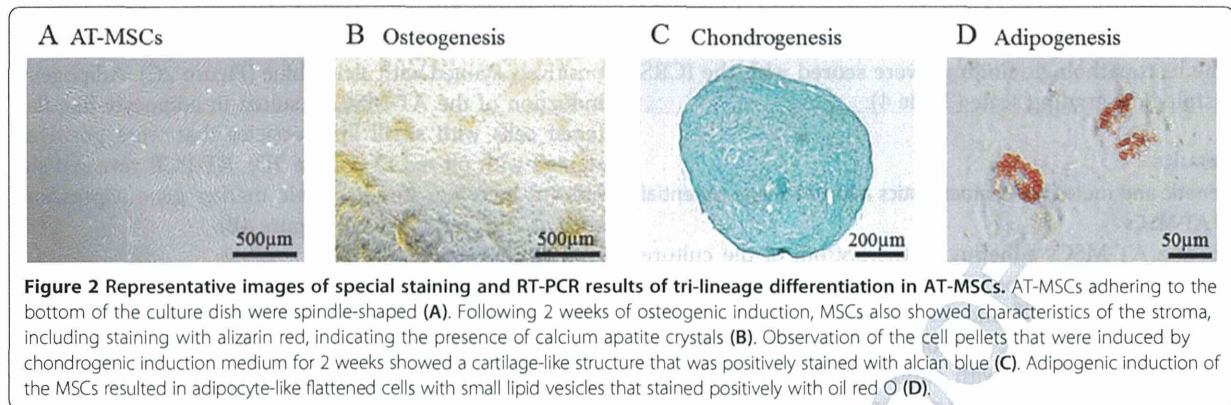 A AT-MSCs B Osteogenesis C Chondrogenesis D Adipogenesis
500μm 500μm 200μm 50μm
Figure 2 Representative images of special staining and RT-PCR results of tri-lineage differentiation in AT-MSCs. AT-MSCs adhering to the
bottom of the culture dish were spindle-shaped (A). Following 2 weeks of osteogenic induction, MSCs also showed characteristics of the stroma,
including staining with alizarin red, indicating the presence of calcium apatite crystals (B). Observation of the cell pellets that were induced by
chondrogenic induction medium for 2 weeks showed a cartilage-like structure that was positively stained with alcian blue (C). Adipogenic induction of
the MSCs resulted in adipocyte-like flattened cells with small lipid vesicles that stained positively with oil red O (D).